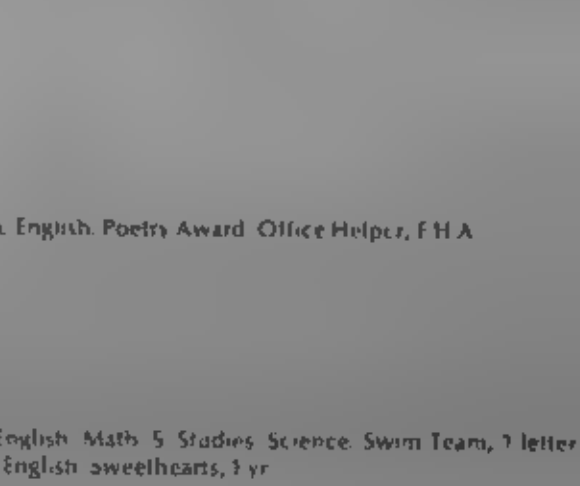 English. Poetry Award Office Helper, F H A
English Math S Studies Science. Swim Team, letter
English Sweethearts, yr